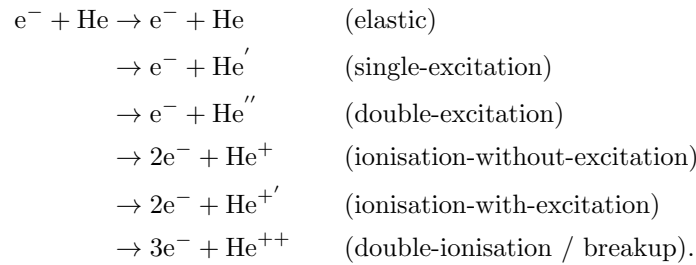 e⁻ + He → e⁻ + He (elastic)
→ e⁻ + He′ (single-excitation)
→ e⁻ + He′′ (double-excitation)
→ 2e⁻ + He⁺ (ionisation-without-excitation)
→ 2e⁻ + He⁺′ (ionisation-with-excitation)
→ 3e⁻ + He⁺⁺ (double-ionisation / breakup).